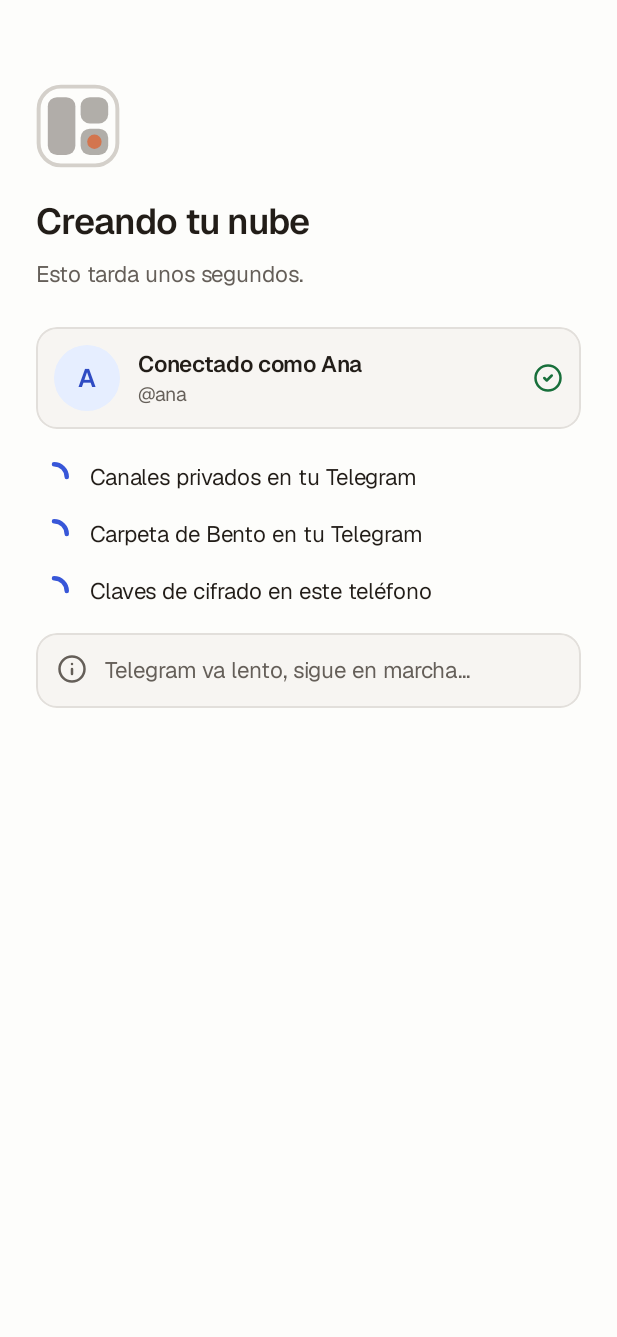 Creando tu nube
Esto tarda unos segundos.
A
Conectado como Ana
@ana
Canales privados en tu Telegram
Carpeta de Bento en tu Telegram
Claves de cifrado en este teléfono
Telegram va lento, sigue en marcha…